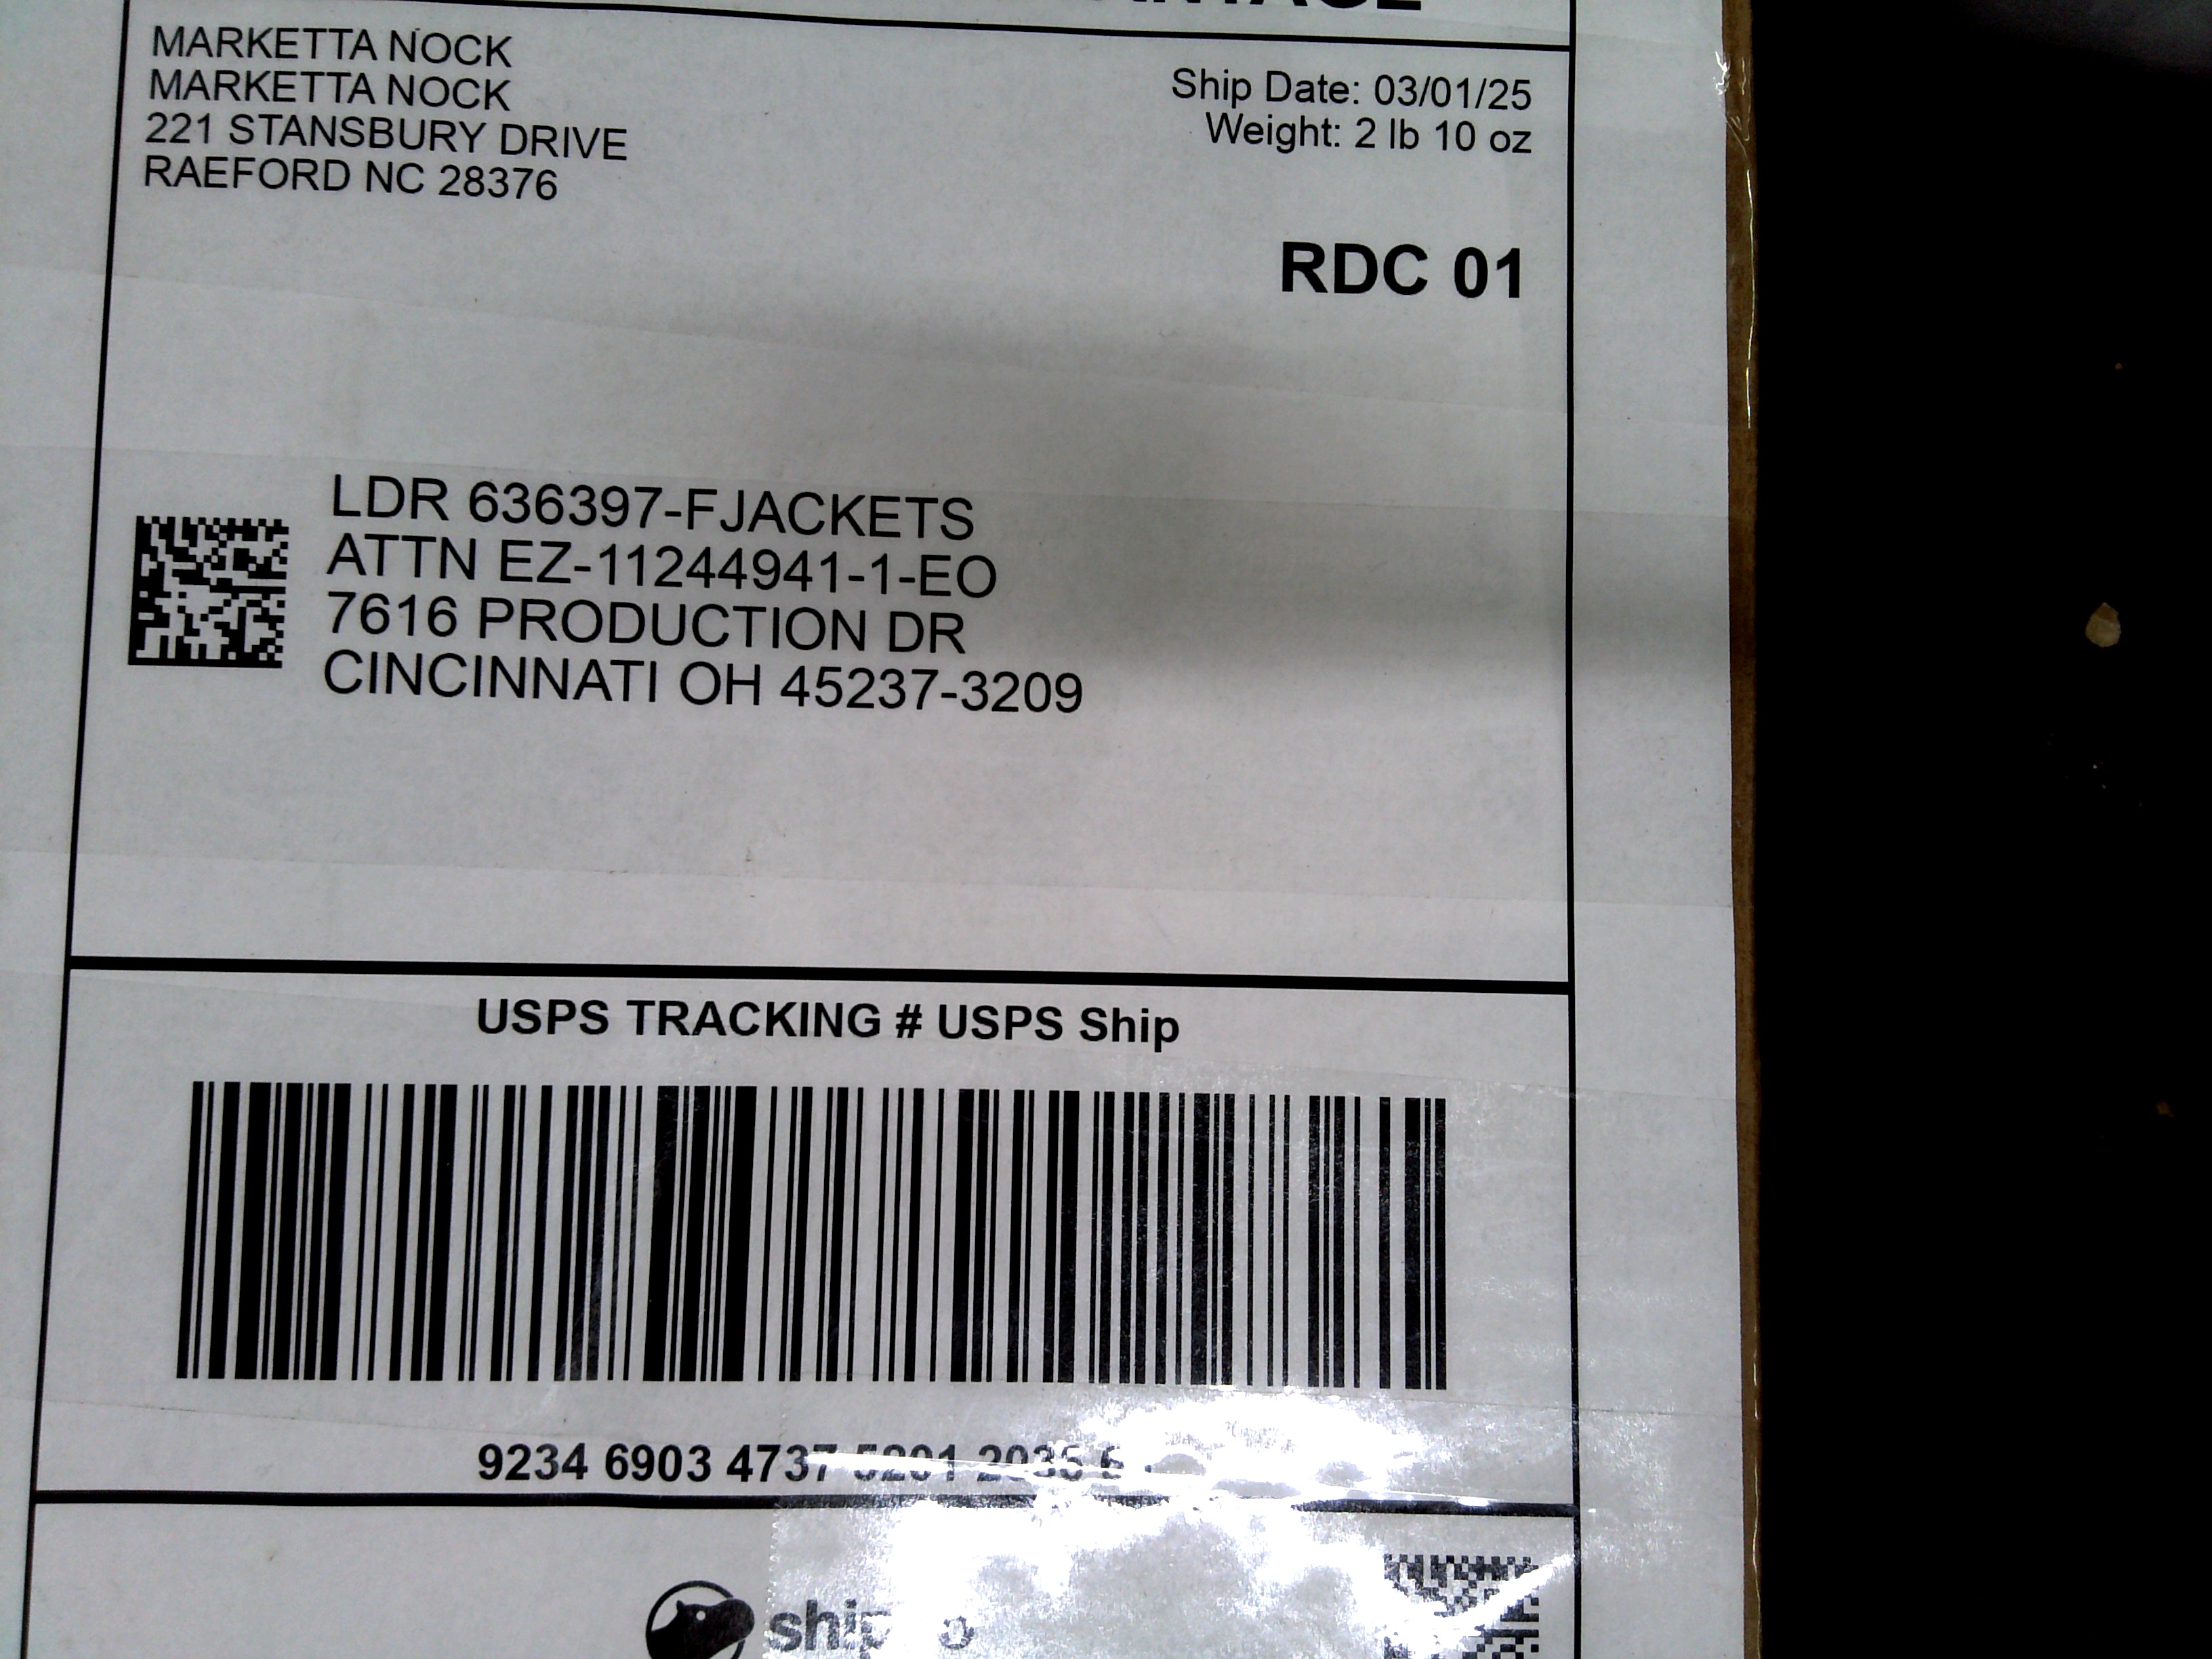 MARKETTA NOCK
MARKETTA NOCK
221 STANSBURY DRIVE
RAEFORD NC 28376
Ship Date: 03/01/25
Weight: 2 lb 10 oz
RDC 01
LDR 636397-FJACKETS
ATTN EZ-11244941-1-EO
7616 PRODUCTION DR
CINCINNATI OH 45237-3209
USPS TRACKING # USPS Ship
9234 6903 4737 5201 2035